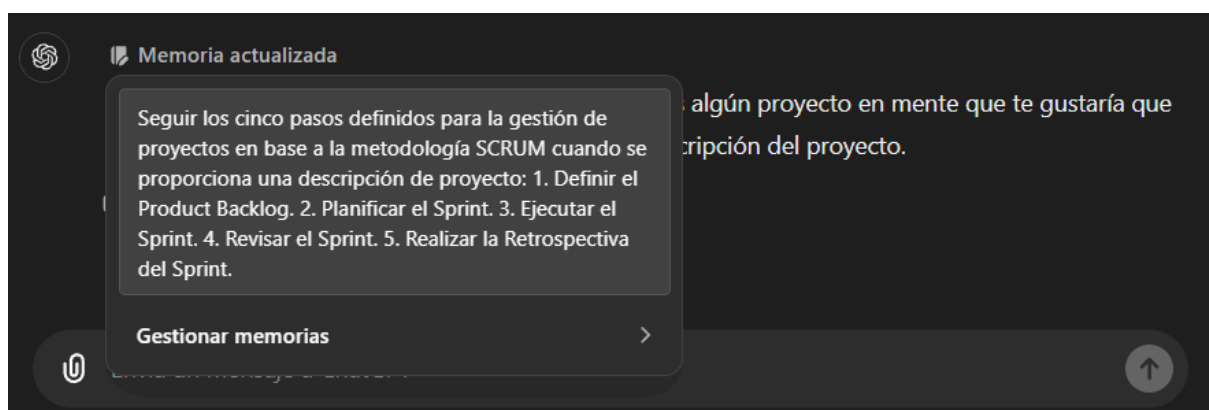 Memoria actualizada
Seguir los cinco pasos definidos para la gestión de
proyectos en base a la metodología SCRUM cuando se
proporciona una descripción de proyecto: 1. Definir el
Product Backlog. 2. Planificar el Sprint. 3. Ejecutar el
Sprint. 4. Revisar el Sprint. 5. Realizar la Retrospectiva
del Sprint.
Gestionar memorias
algún proyecto en mente que te gustaría que
cripción del proyecto.